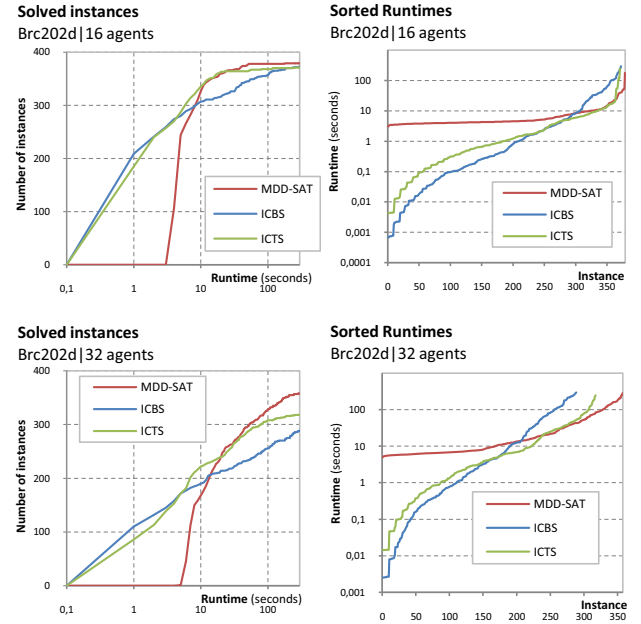 Solved instances
Brc202d|16 agents
400
300
200
100
0
Number of instances
MDD-SAT
ICBS
ICTS
0,1
1
10
100
Runtime (seconds)
Sorted Runtimes
Brc202d|16 agents
100
10
1
0,1
0,01
0,001
0,0001
Runtime (seconds)
MDD-SAT
ICBS
ICTS
Instance
0
50
100
150
200
250
300
350
Solved instances
Brc202d|32 agents
400
300
200
100
0
Number of instances
MDD-SAT
ICBS
ICTS
Runtime (seconds)
0,1
1
10
100
Sorted Runtimes
Brc202d|32 agents
100
10
1
0,1
0,01
0,001
Runtime (seconds)
MDD-SAT
ICBS
ICTS
Instance
0
50
100
150
200
250
300
350